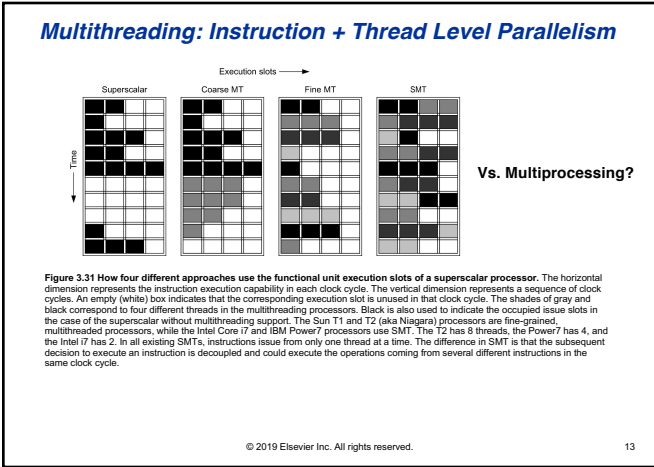 Multithreading: Instruction + Thread Level Parallelism
Execution slots
Superscalar Coarse MT Fine MT SMT
Time
Vs. Multiprocessing?
Figure 3.31 How four different approaches use the functional unit execution slots of a superscalar processor. The horizontal
dimension represents the instruction execution capability in each clock cycle. The vertical dimension represents a sequence of clock
cycles. An empty (white) box indicates that the corresponding execution slot is unused in that clock cycle. The shades of gray and
black correspond to four different threads in the multithreading processors. Black is also used to indicate the occupied issue slots in
the case of the superscalar without multithreading support. The Sun T1 and T2 (aka Niagara) processors are fine-grained,
multithreaded processors, while the Intel Core i7 and IBM Power7 processors use SMT. The T2 has 8 threads, the Power7 has 4, and
the Intel i7 has 2. In all existing SMTs, instructions issue from only one thread at a time. The difference in SMT is that the subsequent
decision to execute an instruction is decoupled and could execute the operations coming from several different instructions in the
same clock cycle.
© 2019 Elsevier Inc. All rights reserved.
13